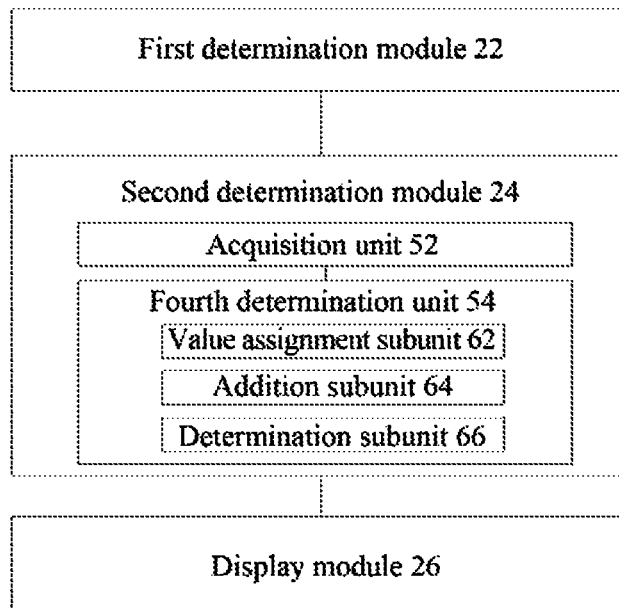 First determination module 22
Second determination module 24
Acquisition unit 52
Fourth determination unit 54
Value assignment subunit 62
Addition subunit 64
Determination subunit 66
Display module 26